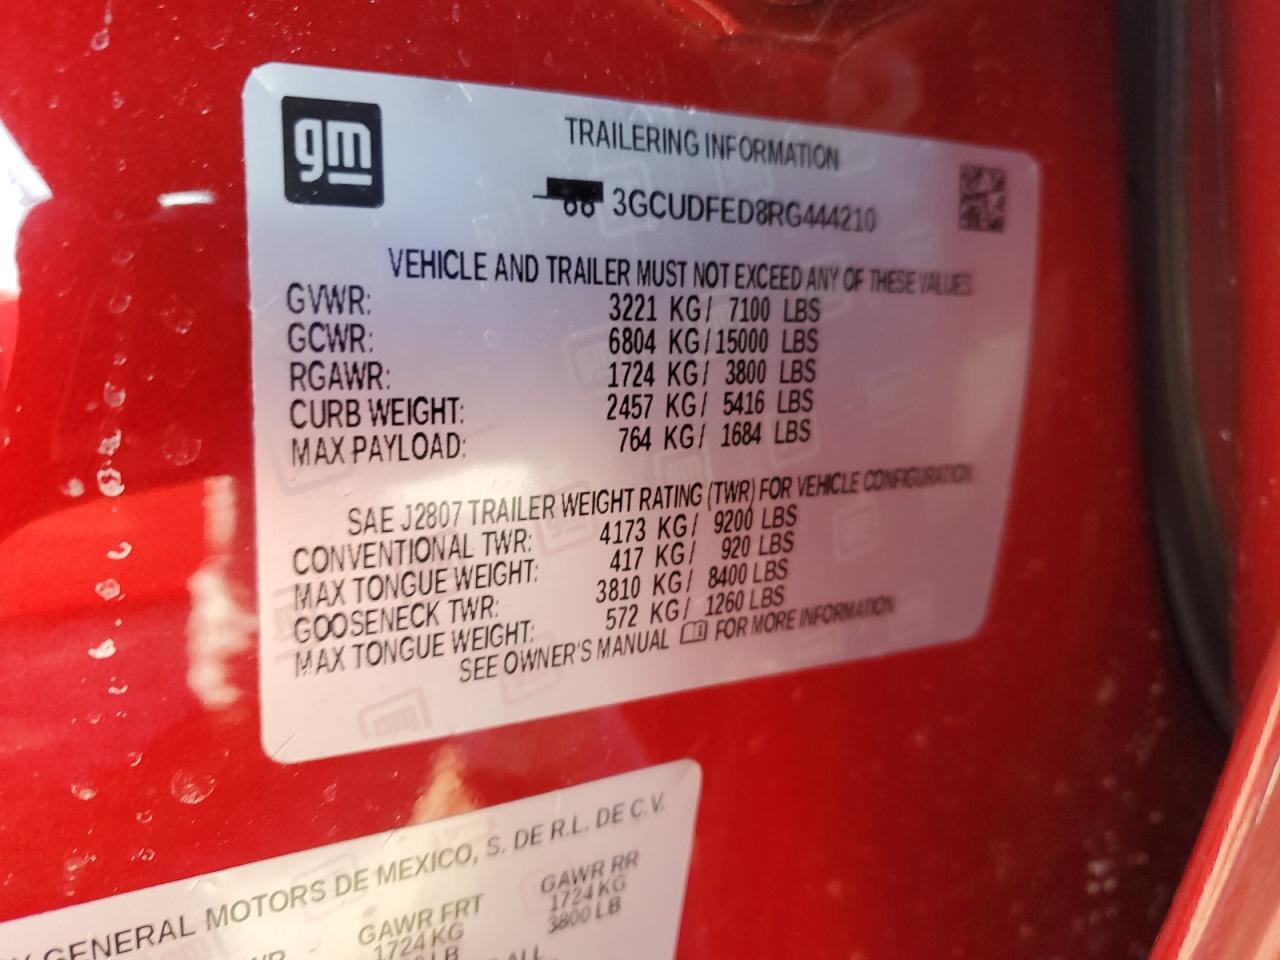 gm
TRAILERING INFORMATION
3GCUDFED8RG444210
VEHICLE AND TRAILER MUST NOT EXCEED ANY OF THESE VALUES
GVWR: 3221 KG/ 7100 LBS
GCWR: 6804 KG/15000 LBS
RGAWR: 1724 KG/ 3800 LBS
CURB WEIGHT: 2457 KG/ 5416 LBS
MAX PAYLOAD: 764 KG/ 1684 LBS
SAE J2807 TRAILER WEIGHT RATING (TWR) FOR VEHICLE CONFIGURATION
CONVENTIONAL TWR: 4173 KG/ 9200 LBS
MAX TONGUE WEIGHT: 417 KG/ 920 LBS
GOOSENECK TWR: 3810 KG/ 8400 LBS
MAX TONGUE WEIGHT: 572 KG/ 1260 LBS
SEE OWNER'S MANUAL FOR MORE INFORMATION
GENERAL MOTORS DE MEXICO, S. DE R.L. DE C.V.
GAWR FRT GAWR RR
1724 KG 1724 KG
LB 3800 LB
ALL